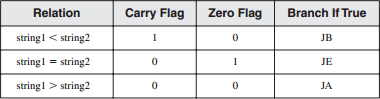 Relation Carry Flag Zero Flag Branch If True
string1 < string2 1 0 JB
string1 = string2 0 1 JE
string1 > string2 0 0 JA